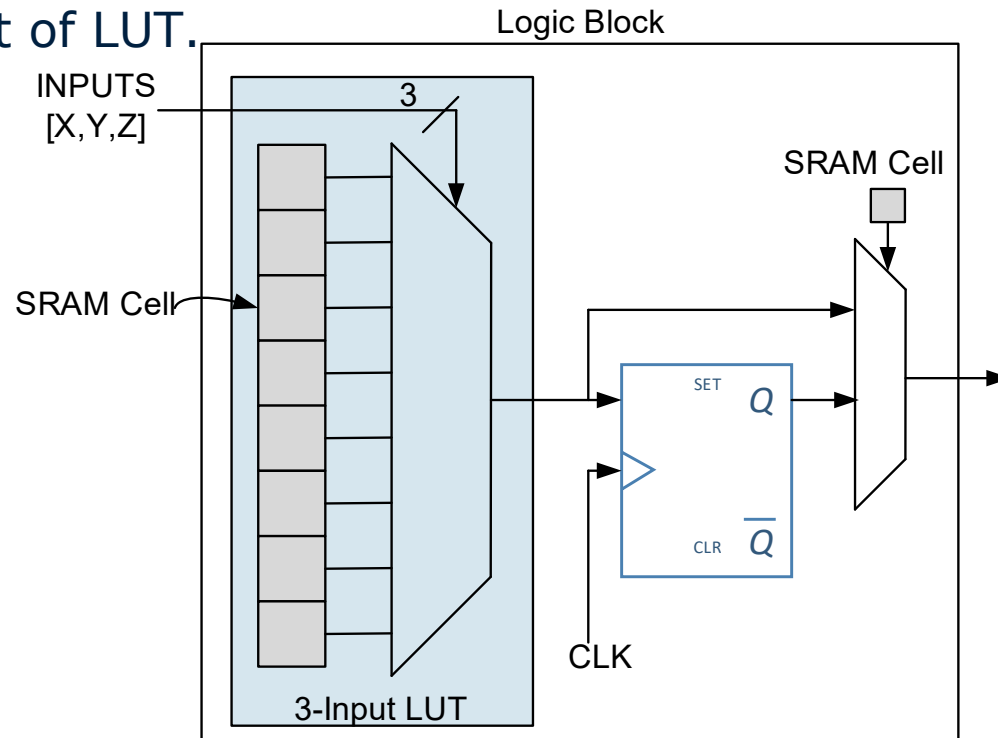 t of LUT.
Logic Block
INPUTS
[X,Y,Z]
3
SRAM Cell
SRAM Cell
SET
Q
CLR
Q
CLK
3-Input LUT